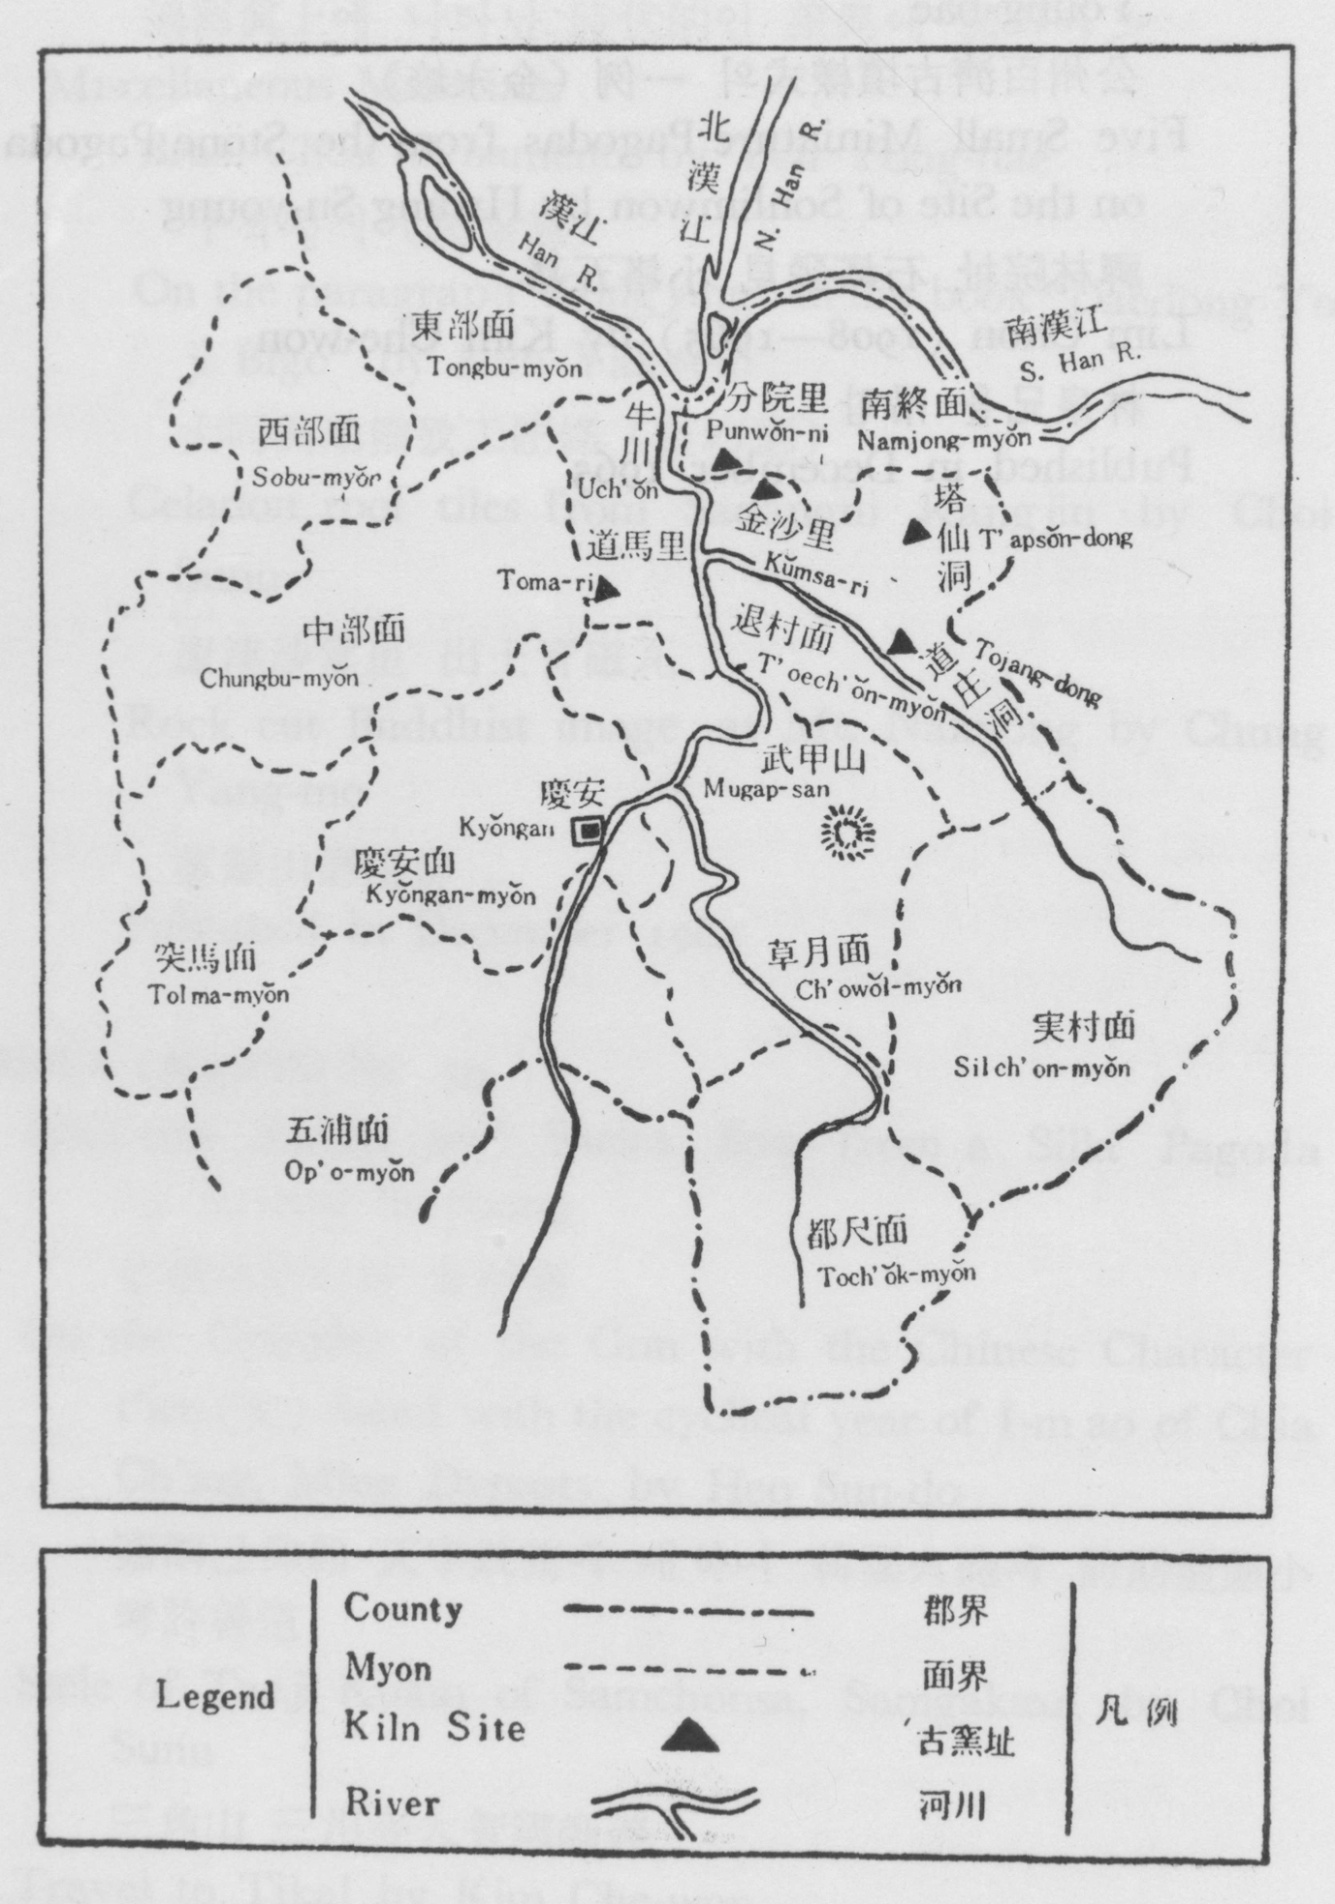 北漢江
N. Han R.
漢江
Han R.
東部面
Tongbu-myŏn
南漢江
S. Han R.
分院里
Punwŏn-ni
南終面
Namjong-myŏn
牛川
Uch'ŏn
西部面
Sobu-myŏn
金沙里
Kŭmsa-ri
塔仙洞
T'apsŏn-dong
道馬里
Toma-ri
中部面
Chungbu-myŏn
退村面
T'oech'ŏn-myŏn
道庄洞
Tojang-dong
武甲山
Mugap-san
慶安
Kyŏngan
慶安面
Kyŏngan-myŏn
突馬面
Tolma-myŏn
草月面
Ch'owŏl-myŏn
実村面
Silch'on-myŏn
五浦面
Op'o-myŏn
都尺面
Toch'ŏk-myŏn
Legend
County 郡界
Myon 面界
Kiln Site 古窯址
River 河川
凡例